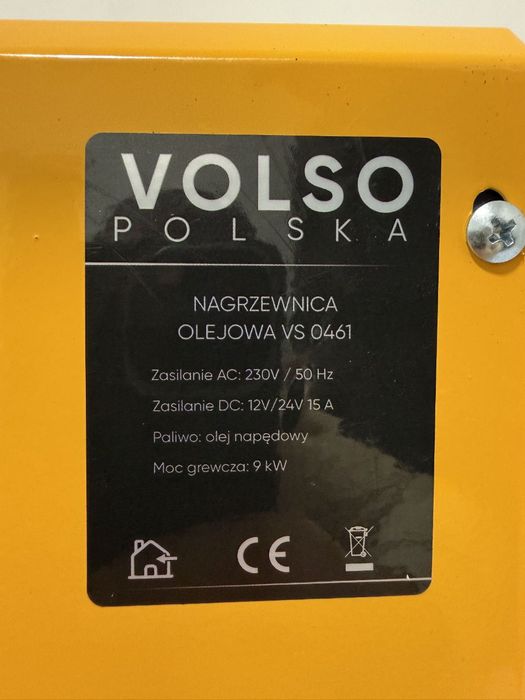 VOLSO
POLSKA
NAGRZEWNICA
OLEJOWA VS 0461
Zasilanie AC: 230V / 50 Hz
Zasilanie DC: 12V/24V 15 A
Paliwo: olej napędowy
Moc grewcza: 9 kW
CE